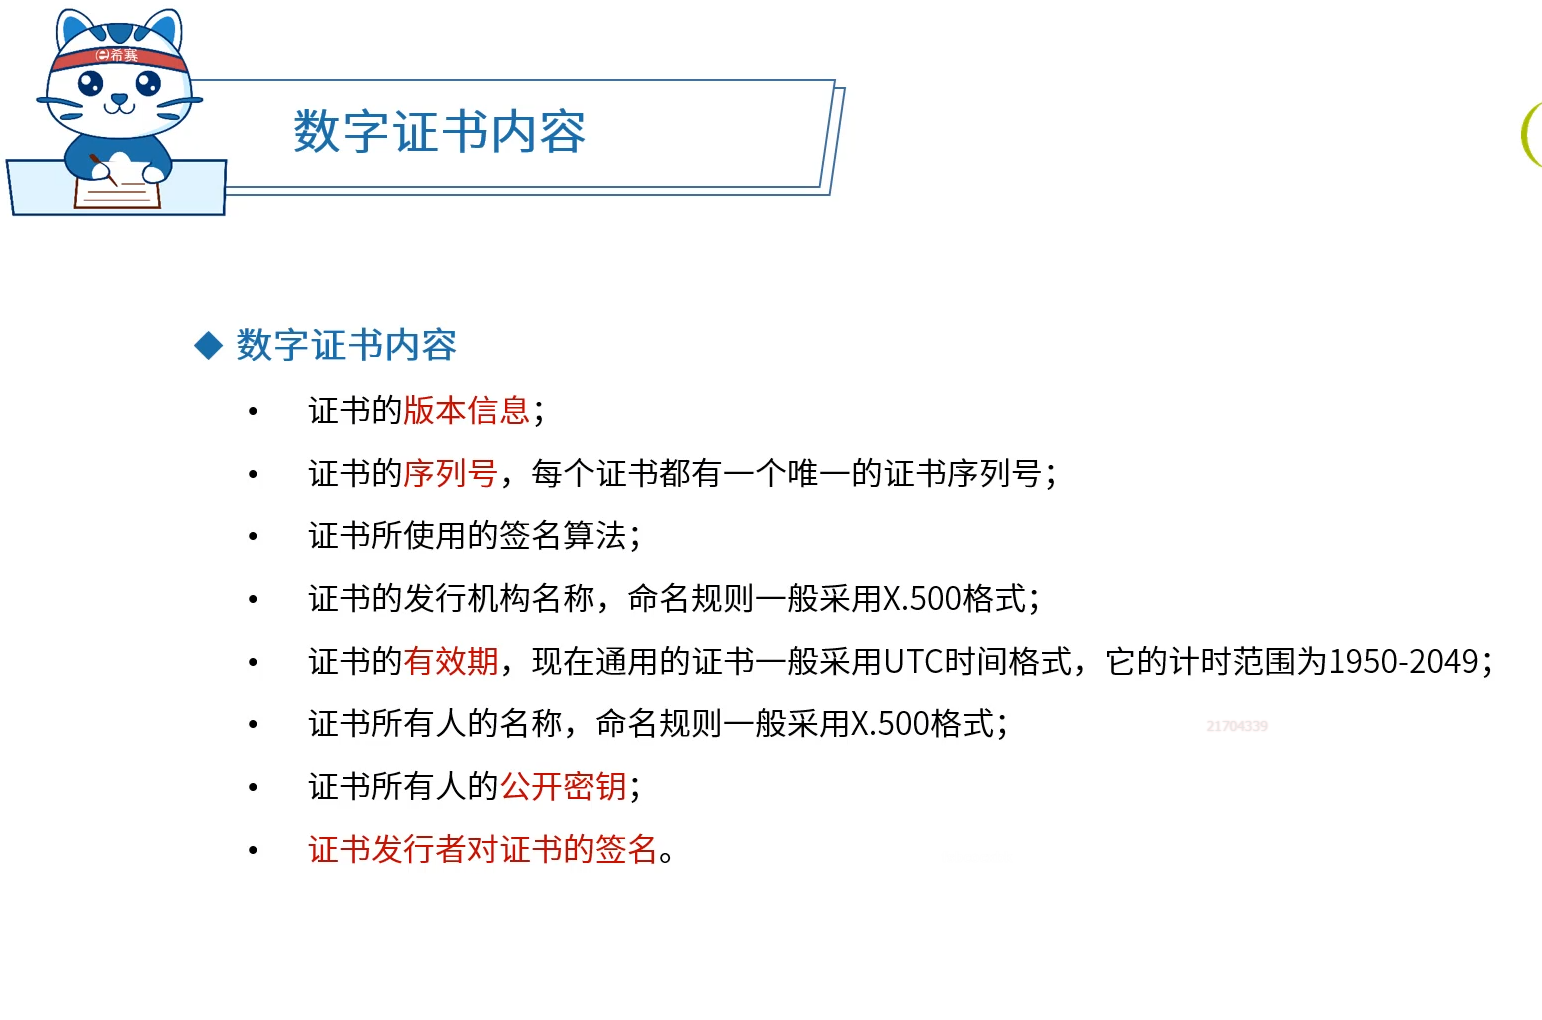 e希赛
数字证书内容
◆ 数字证书内容
• 证书的版本信息；
• 证书的序列号，每个证书都有一个唯一的证书序列号；
• 证书所使用的签名算法；
• 证书的发行机构名称，命名规则一般采用X.500格式；
• 证书的有效期，现在通用的证书一般采用UTC时间格式，它的计时范围为1950-2049；
• 证书所有人的名称，命名规则一般采用X.500格式；
21704339
• 证书所有人的公开密钥；
• 证书发行者对证书的签名。